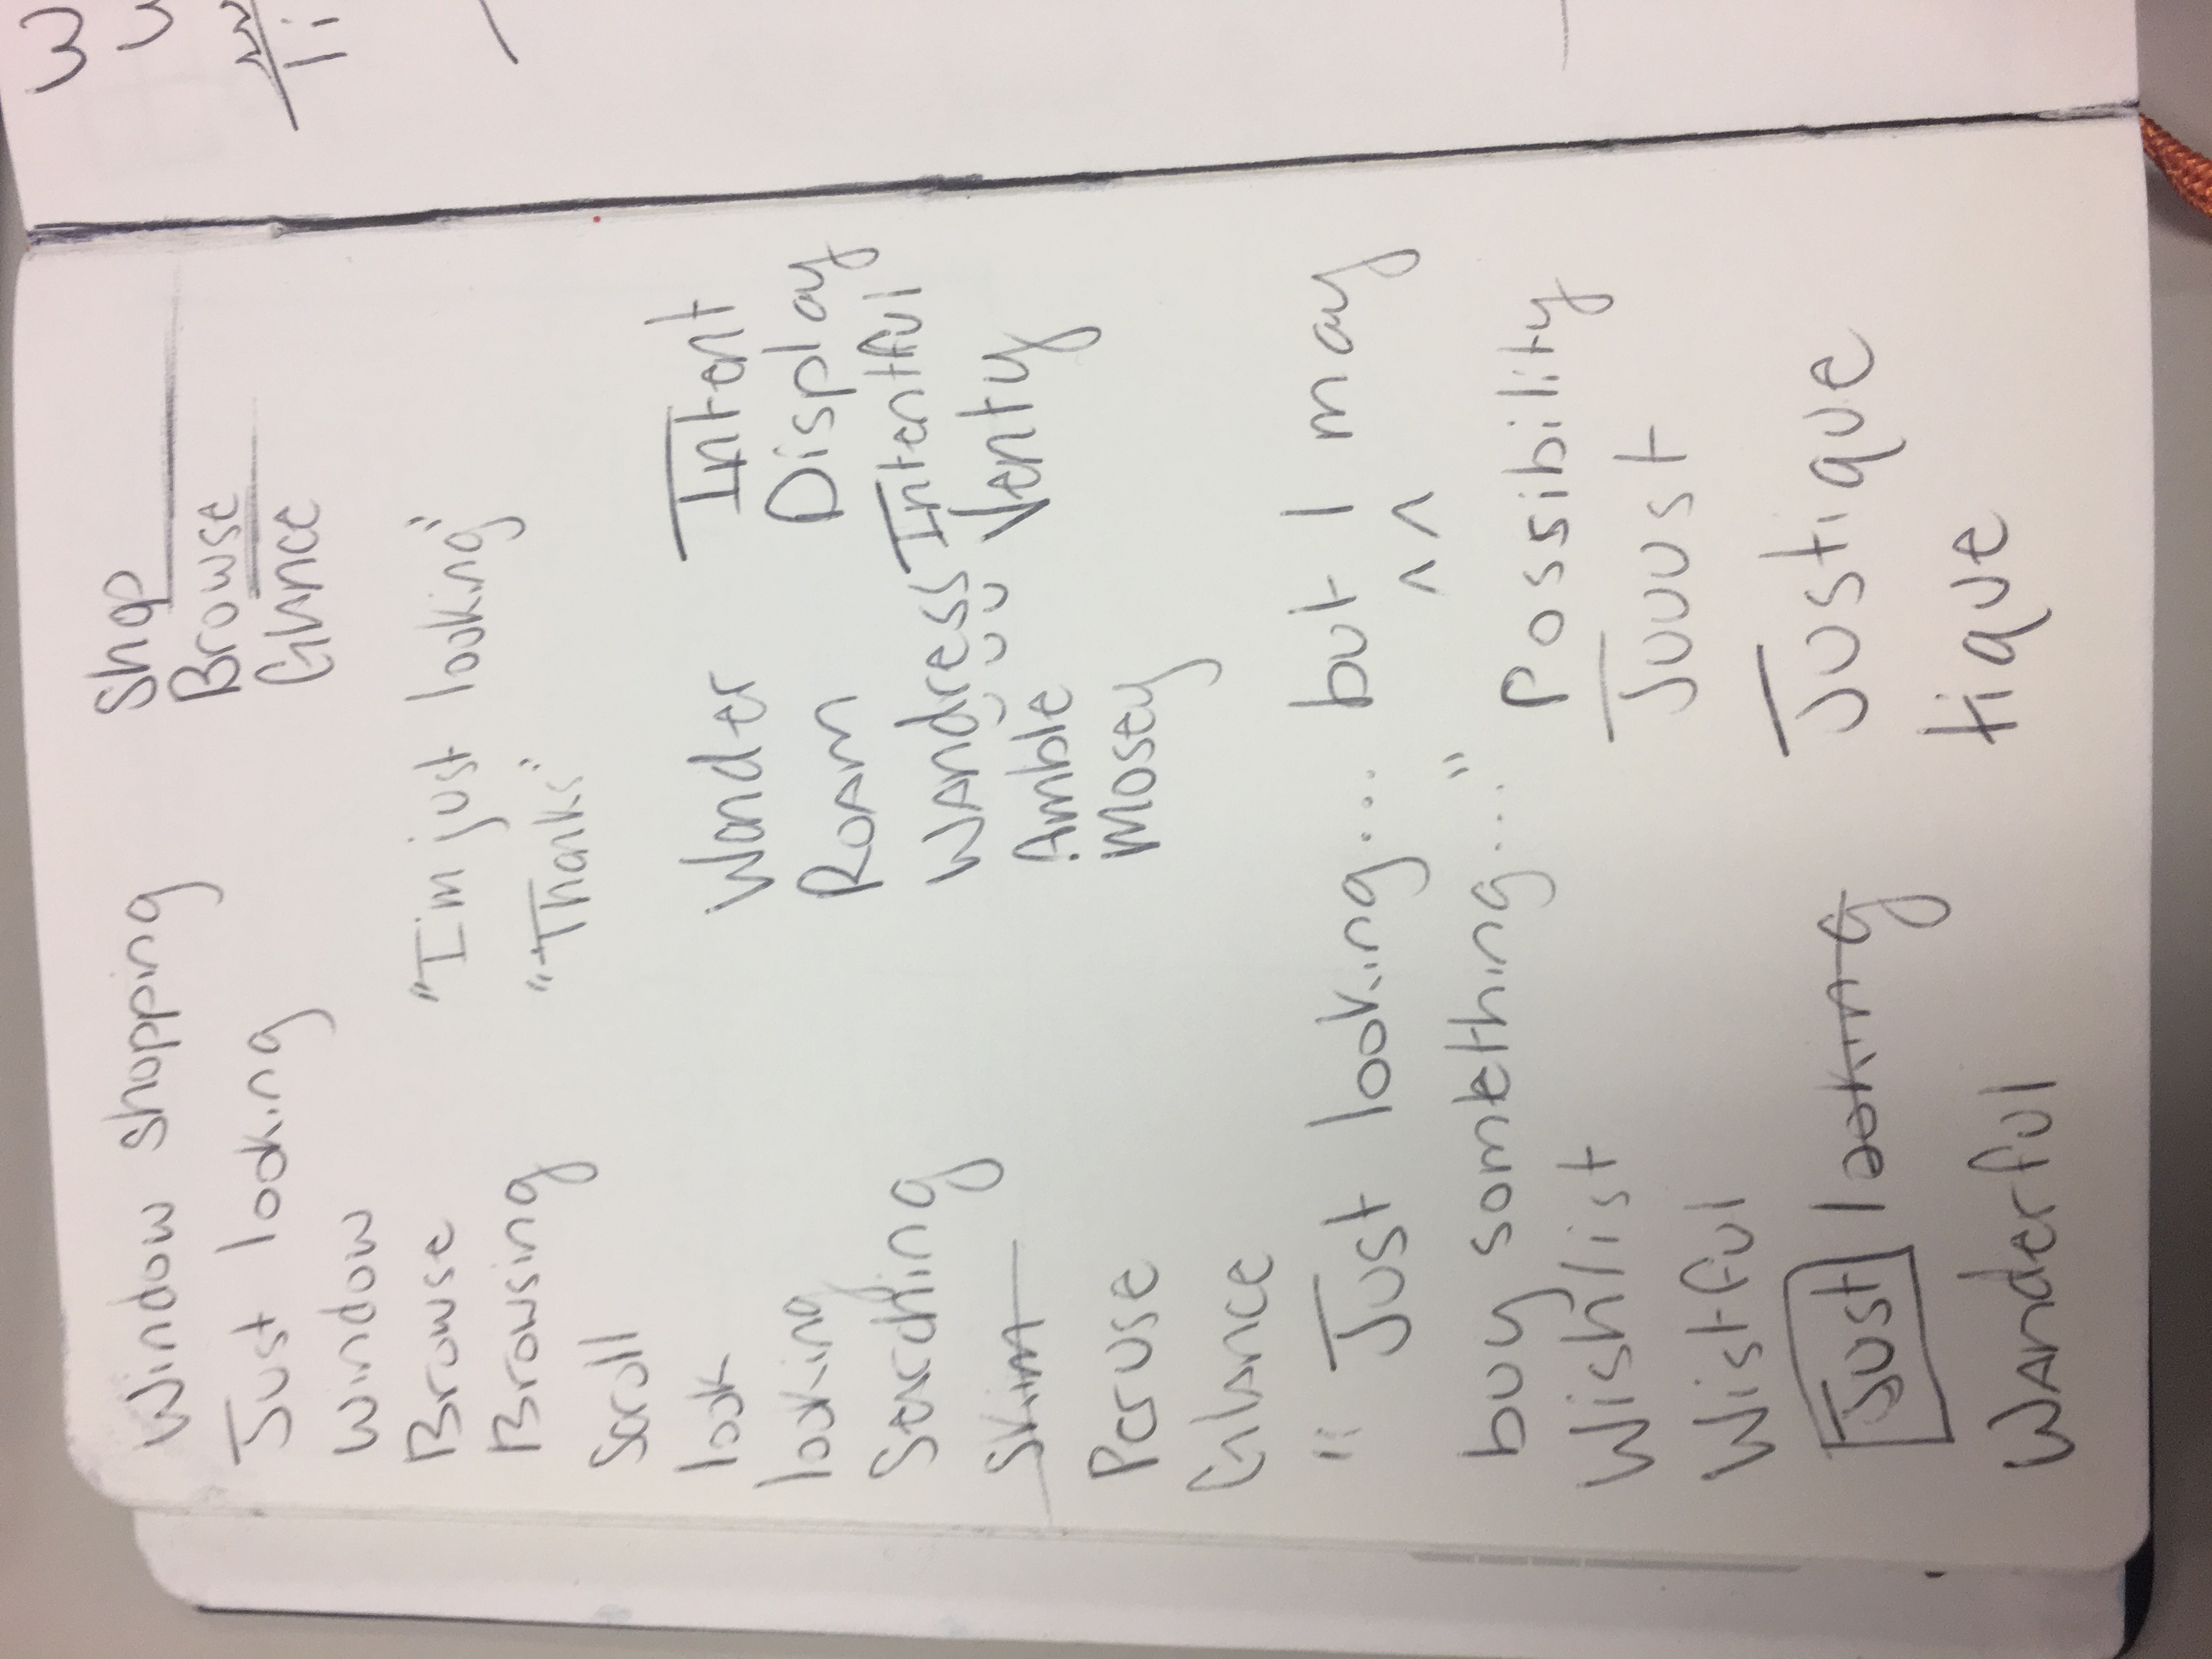 Window shopping
Just looking
Window
Browse
Browsing
Scroll
look
looking
Searching
Skim
Peruse
Glance
Shop
Browse
Glance
"I'm just looking"
"Thanks"
Wander
Roam
Wandress
Amble
Mosey
Intent
Display
Intentful
Venty
"Just looking... but I may
buy something..."
Wishlist
Wistful
Just looking
Wanderful
Possibility
Juuust
Justique
tique